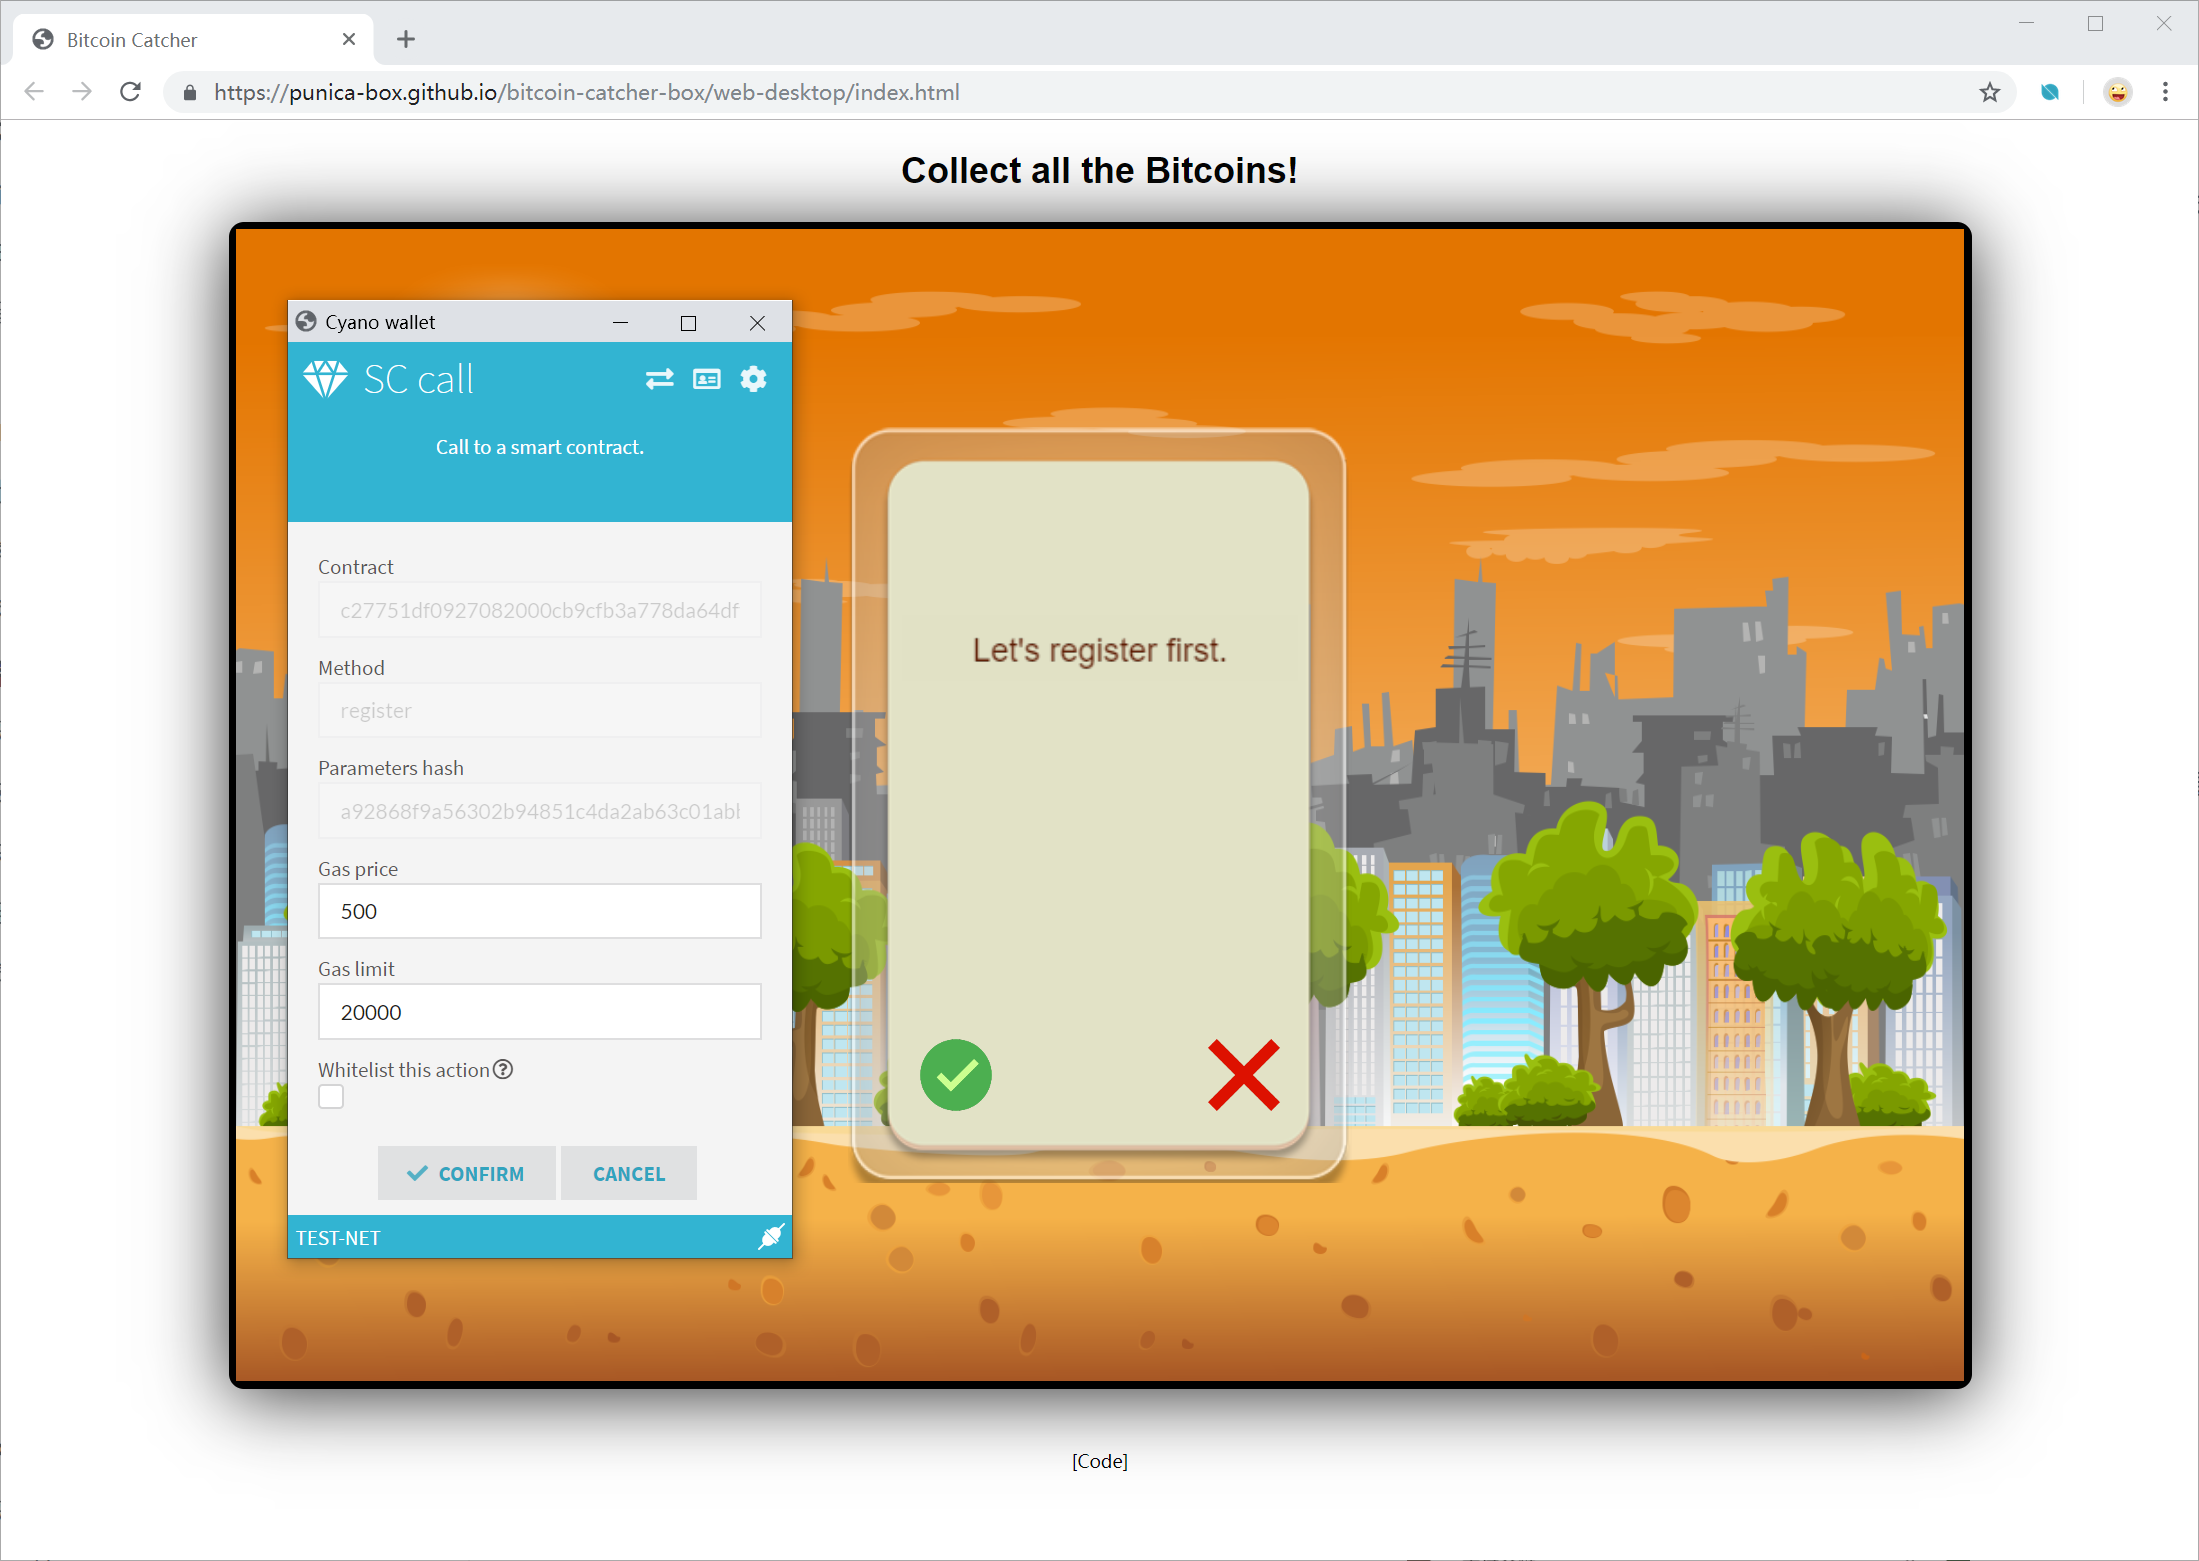 Bitcoin Catcher
https://punica-box.github.io/bitcoin-catcher-box/web-desktop/index.html
Collect all the Bitcoins!
Cyano wallet
SC call
Call to a smart contract.
Contract
c27751df0927082000cb9cfb3a778da64df
Method
register
Parameters hash
a92868f9a56302b94851c4da2ab63c01abl
Gas price
500
Gas limit
20000
Whitelist this action
CONFIRM CANCEL
TEST-NET
Let's register first.
[Code]